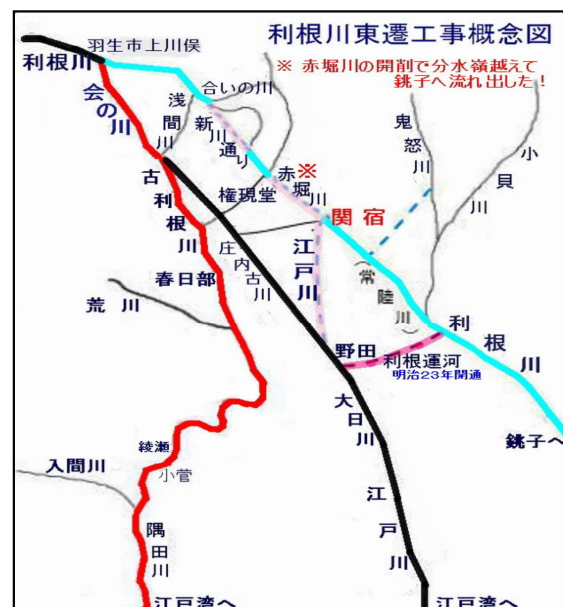 利根川東遷工事概念図
※ 赤堀川の開削で分水嶺越えて
銚子へ流れ出した！
羽生市上川俣
利根川
会の川
合いの川
浅間川
新川通り
赤堀川
※
鬼怒川
小貝川
権現堂
関宿
古利根川
庄内古川
江戸川
(常陸川)
春日部
荒川
野田
利根運河
明治23年開通
利根川
大日川
銚子へ
綾瀬
小菅
入間川
隅田川
江戸川
江戸湾へ
江戸湾へ